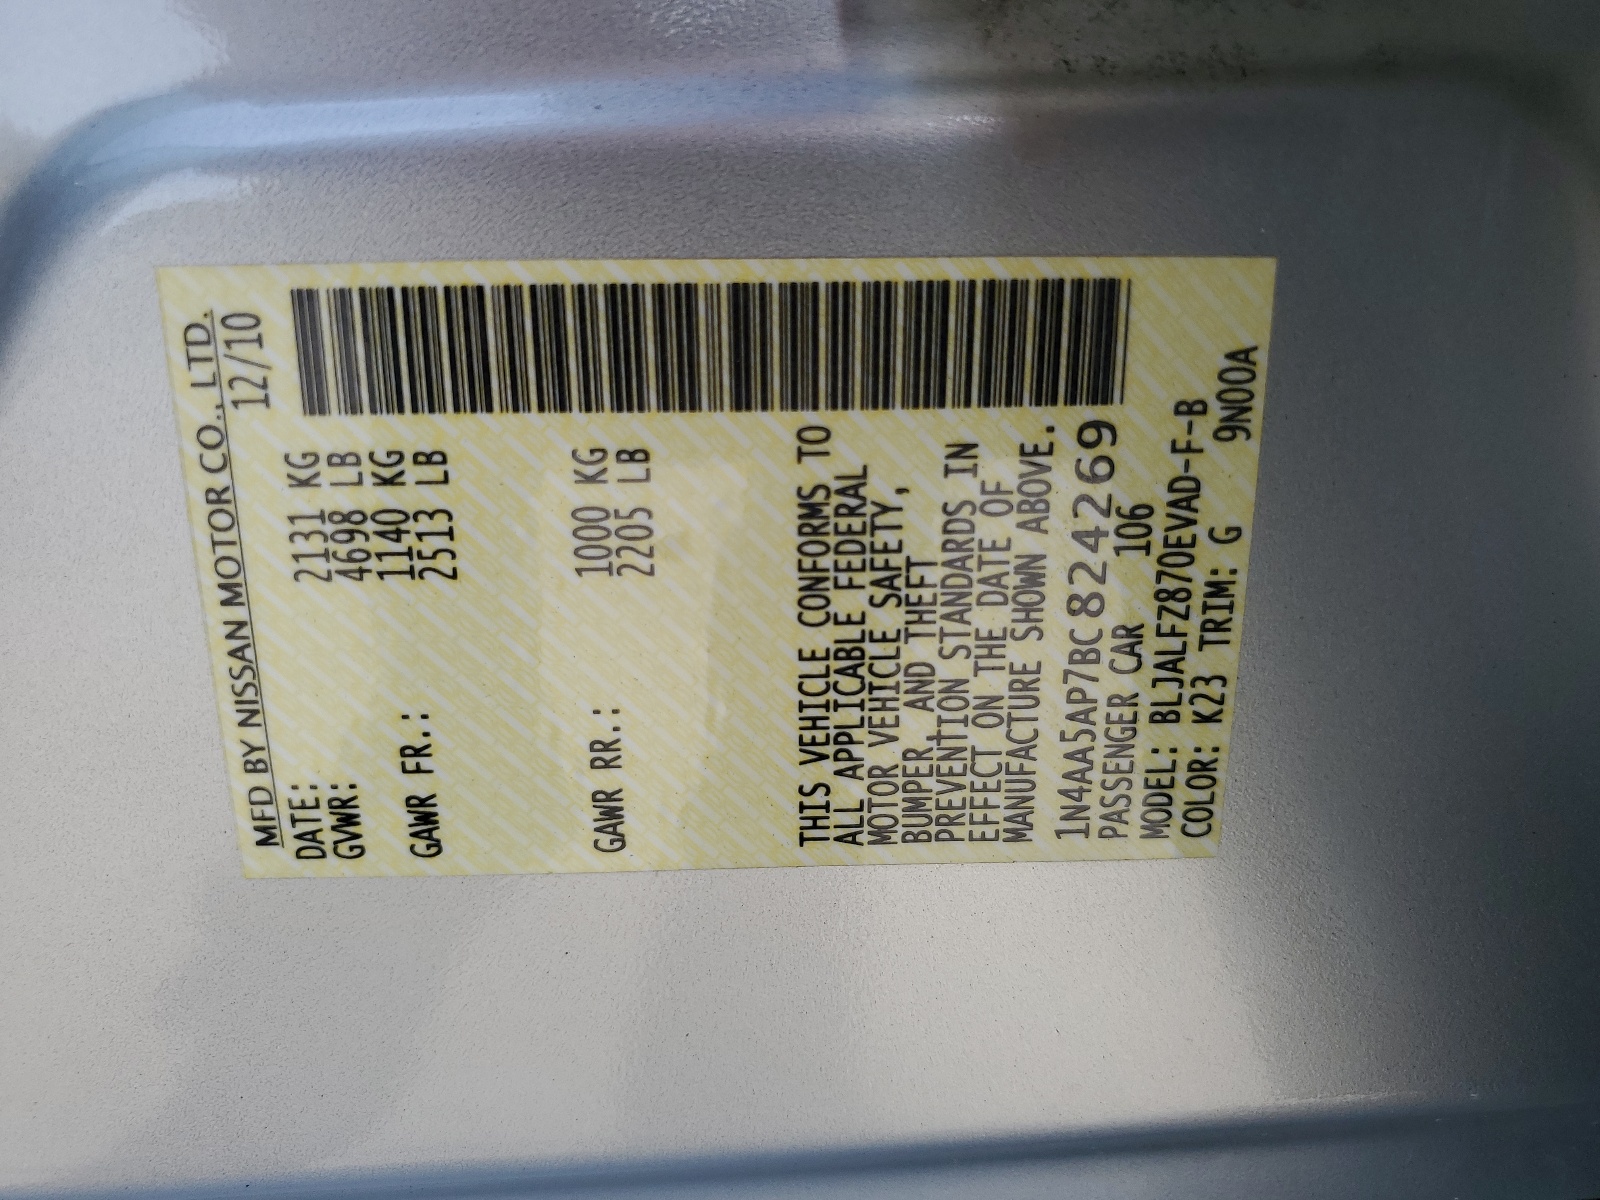 MFD BY NISSAN MOTOR CO., LTD.
DATE: 12/10
GVWR: 2131 KG
4698 LB
GAWR FR.: 1140 KG
2513 LB
GAWR RR.: 1000 KG
2205 LB
THIS VEHICLE CONFORMS TO
ALL APPLICABLE FEDERAL
MOTOR VEHICLE SAFETY,
BUMPER, AND THEFT
PREVENTION STANDARDS IN
EFFECT ON THE DATE OF
MANUFACTURE SHOWN ABOVE.
1N4AA5AP7BC824269
PASSENGER CAR 106
MODEL: BLJALFZ870EVAD-F-B
COLOR: K23 TRIM: G 9N00A